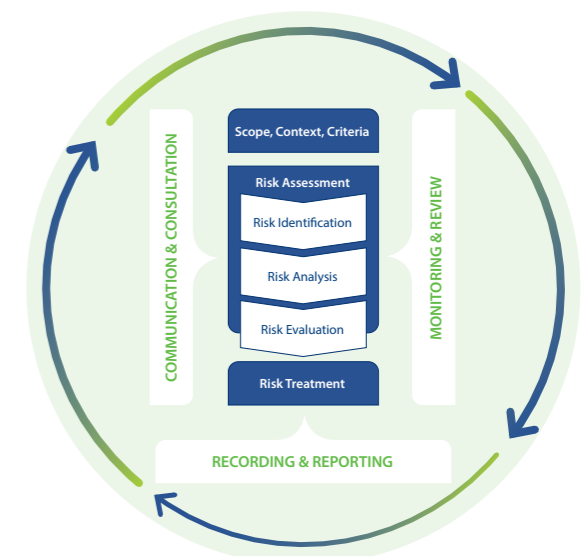 Scope, Context, Criteria
Risk Assessment
Risk Identification
Risk Analysis
Risk Evaluation
Risk Treatment
COMMUNICATION & CONSULTATION
MONITORING & REVIEW
RECORDING & REPORTING